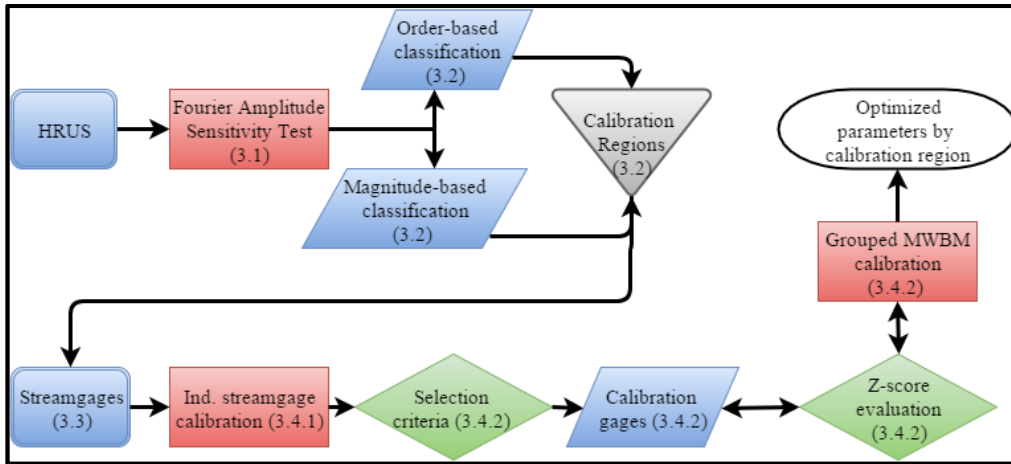 Order-based
classification
(3.2)
HRUS
Fourier Amplitude
Sensitivity Test
(3.1)
Calibration
Regions
(3.2)
Optimized
parameters by
calibration region
Magnitude-based
classification
(3.2)
Grouped MWBM
calibration
(3.4.2)
Streamgages
(3.3)
Ind. streamgage
calibration (3.4.1)
Selection
criteria (3.4.2)
Calibration
gages (3.4.2)
Z-score
evaluation
(3.4.2)